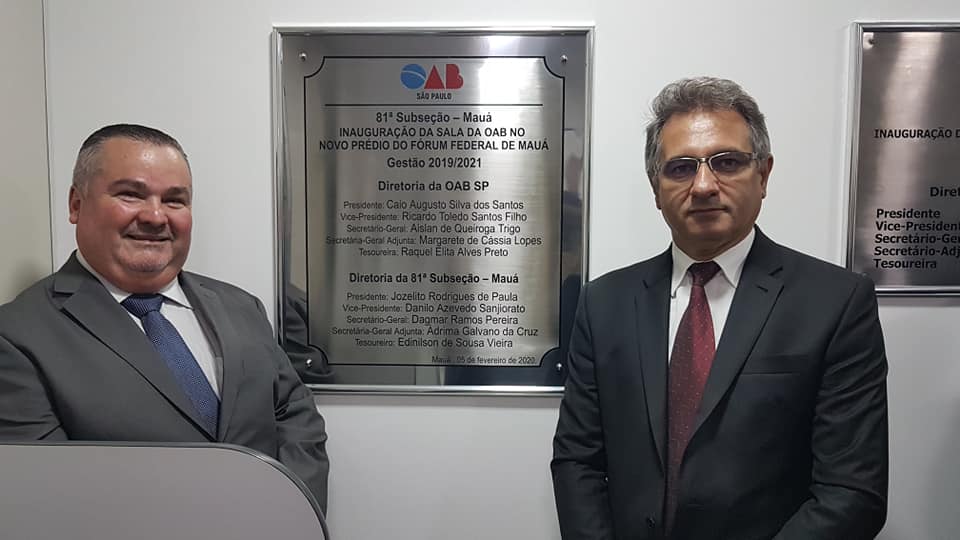 OAB
SÃO PAULO
81ª Subseção – Mauá
INAUGURAÇÃO DA SALA DA OAB NO
NOVO PRÉDIO DO FÓRUM FEDERAL DE MAUÁ
Gestão 2019/2021
Diretoria da OAB SP
Presidente: Caio Augusto Silva dos Santos
Vice-Presidente: Ricardo Toledo Santos Filho
Secretário-Geral: Aislan de Queiroga Trigo
Secretária-Geral Adjunta: Margarete de Cássia Lopes
Tesoureira: Raquel Elita Alves Preto
Diretoria da 81ª Subseção – Mauá
Presidente: Jozelito Rodrigues de Paula
Vice-Presidente: Danilo Azevedo Sanjiorato
Secretário-Geral: Dagmar Ramos Pereira
Secretária-Geral Adjunta: Adrima Galvano da Cruz
Tesoureiro: Edinilson de Sousa Vieira
Mauá, 05 de fevereiro de 2020.
INAUGURAÇÃO D
Diret
Presidente
Vice-President
Secretário-Gera
Secretário-Adj
Tesoureira